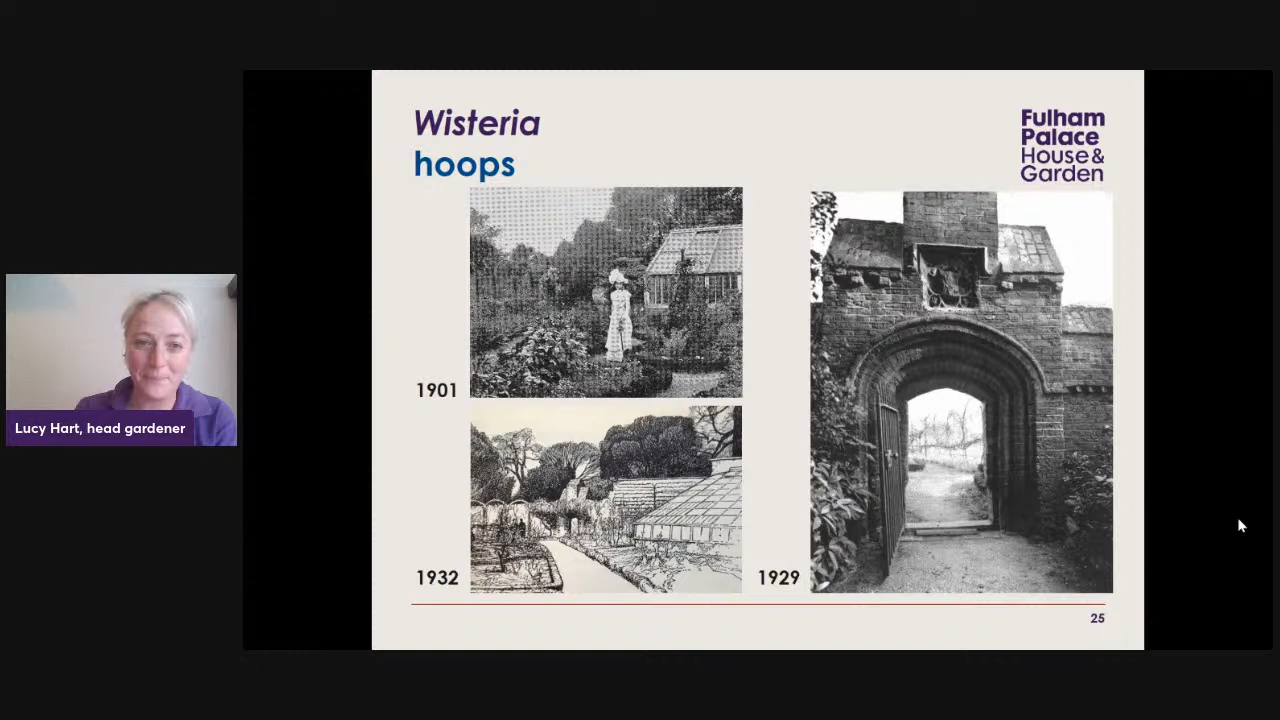 Wisteria
hoops
Fulham
Palace
House &
Garden
1901
1932
1929
25
Lucy Hart, head gardener